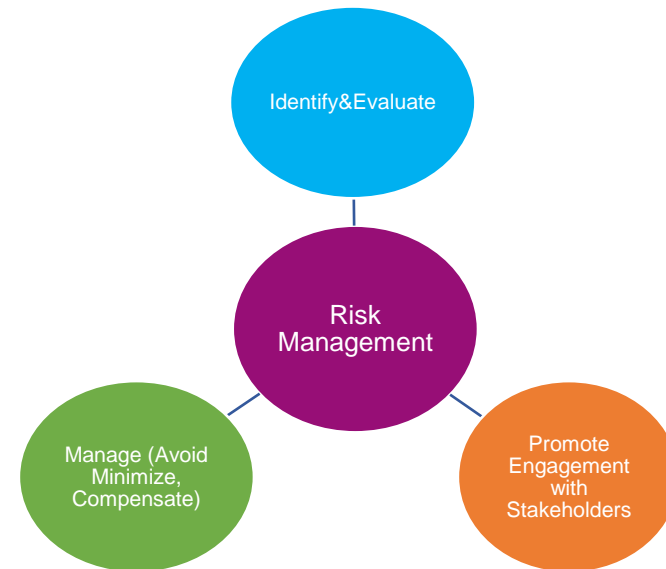 Identify&Evaluate
Risk
Management
Manage (Avoid
Minimize,
Compensate)
Promote
Engagement
with
Stakeholders